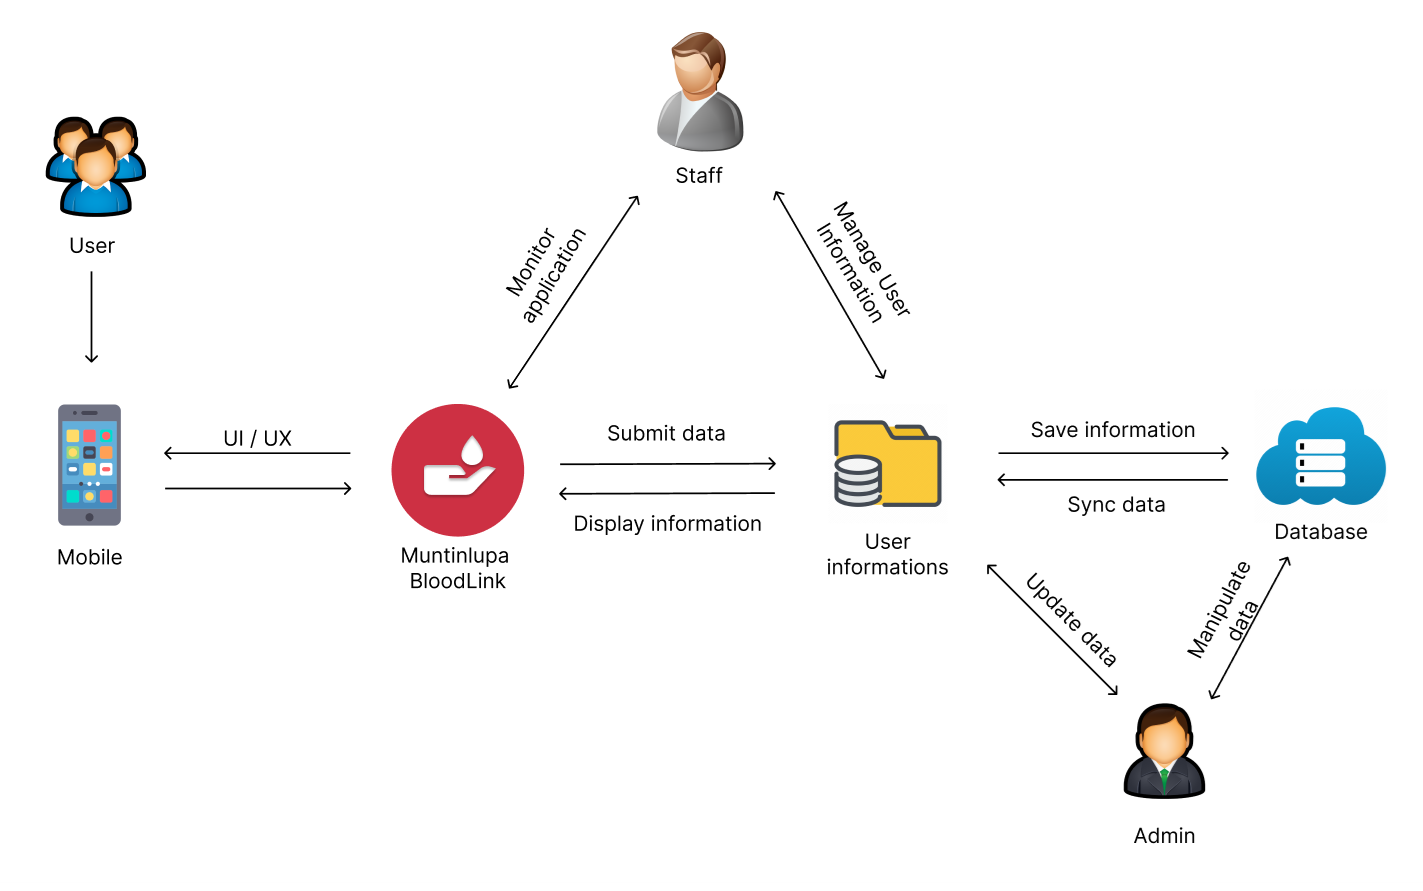 Staff
User
Monitor
application
Manage User
Information
UI / UX
Submit data
Save information
Display information
Sync data
Mobile
Muntinlupa
BloodLink
User
informations
Database
Update data
Manipulate
data
Admin